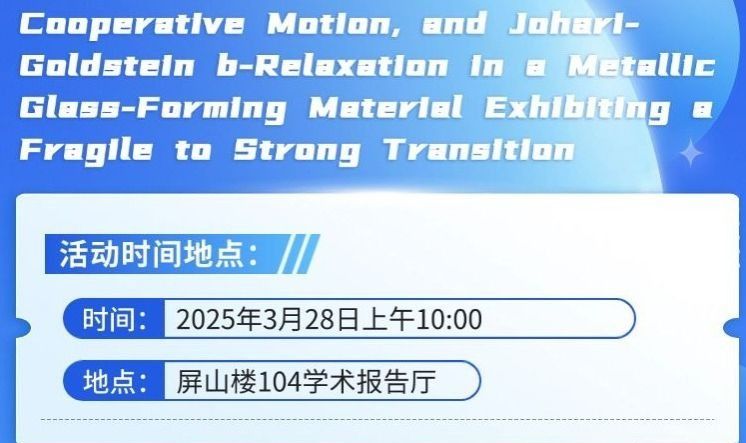 Cooperative Motion, and Johari-
Goldstein b-Relaxation in a Metallic
Glass-Forming Material Exhibiting a
Fragile to Strong Transition
活动时间地点：
时间： 2025年3月28日上午10:00
地点： 屏山楼104学术报告厅